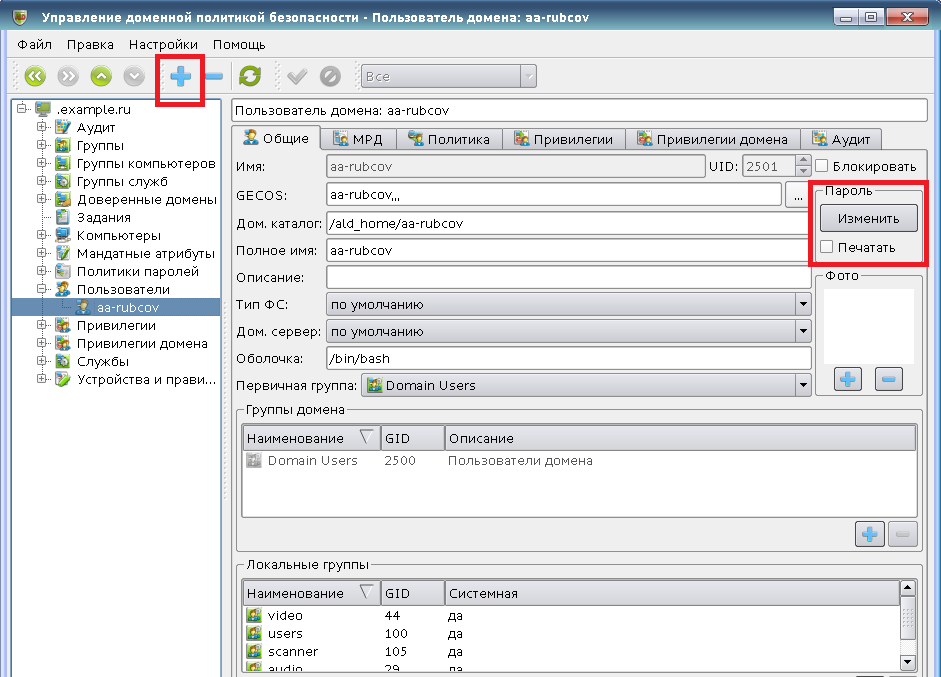 Управление доменной политикой безопасности - Пользователь домена: aa-rubcov
Файл Правка Настройки Помощь
Все
.example.ru
Аудит
Группы
Группы компьютеров
Группы служб
Доверенные домены
Задания
Компьютеры
Мандатные атрибуты
Политики паролей
Пользователи
aa-rubcov
Привилегии
Привилегии домена
Службы
Устройства и прави...
Пользователь домена: aa-rubcov
Общие МРД Политика Привилегии Привилегии домена Аудит
Имя: aa-rubcov UID: 2501 Блокировать
GECOS: aa-rubcov,,, ...
Дом. каталог: /ald_home/aa-rubcov
Полное имя: aa-rubcov
Описание:
Тип ФС: по умолчанию
Дом. сервер: по умолчанию
Оболочка: /bin/bash
Первичная группа: Domain Users
Пароль
Изменить
Печатать
Фото
Группы домена
Наименование GID Описание
Domain Users 2500 Пользователи домена
Локальные группы
Наименование GID Системная
video 44 да
users 100 да
scanner 105 да
audio 29 да